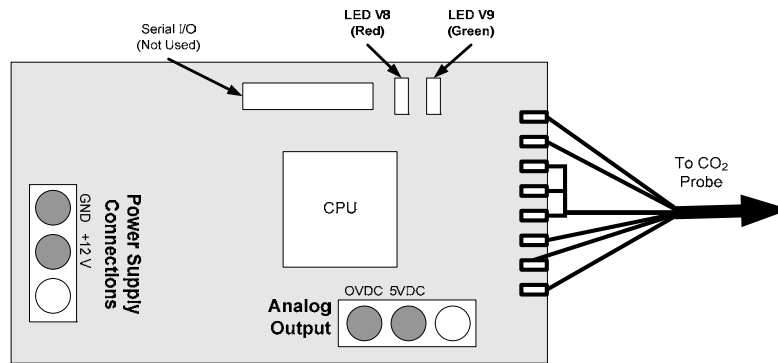 Serial I/O
(Not Used)
LED V8
(Red)
LED V9
(Green)
To CO₂
Probe
CPU
Power Supply
Connections
GND +12 V
OVDC 5VDC
Analog
Output